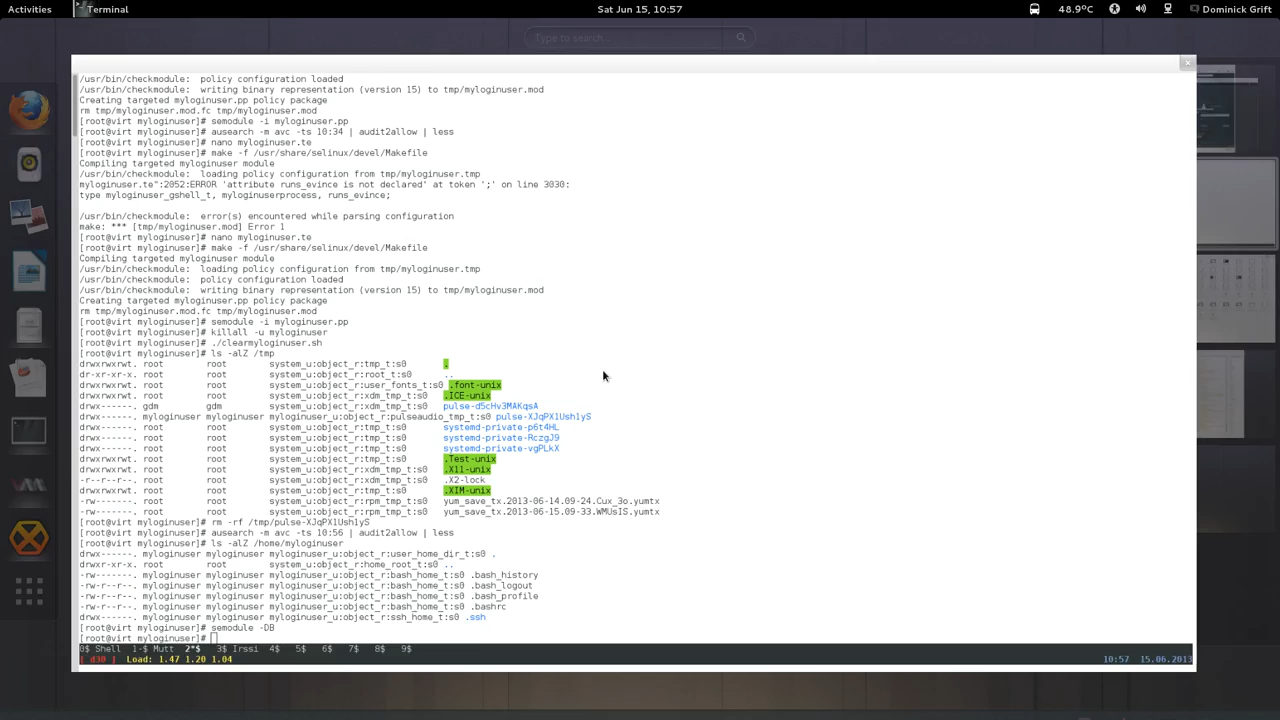 Activities
Terminal
Sat Jun 15, 10:57
48.9°C
Dominick Grift
Type to search...
/usr/bin/checkmodule:  policy configuration loaded
/usr/bin/checkmodule:  writing binary representation (version 15) to tmp/myloginuser.mod
Creating targeted myloginuser.pp policy package
rm tmp/myloginuser.mod.fc tmp/myloginuser.mod
[root@virt myloginuser]# semodule -i myloginuser.pp
[root@virt myloginuser]# ausearch -m avc -ts 10:34 | audit2allow | less
[root@virt myloginuser]# nano myloginuser.te
[root@virt myloginuser]# make -f /usr/share/selinux/devel/Makefile
Compiling targeted myloginuser module
/usr/bin/checkmodule:  loading policy configuration from tmp/myloginuser.tmp
myloginuser.te":2052:ERROR 'attribute runs_evince is not declared' at token ';' on line 3030:
type myloginuser_gshell_t, myloginuserprocess, runs_evince;
/usr/bin/checkmodule:  error(s) encountered while parsing configuration
make: *** [tmp/myloginuser.mod] Error 1
[root@virt myloginuser]# nano myloginuser.te
[root@virt myloginuser]# make -f /usr/share/selinux/devel/Makefile
Compiling targeted myloginuser module
/usr/bin/checkmodule:  loading policy configuration from tmp/myloginuser.tmp
/usr/bin/checkmodule:  policy configuration loaded
/usr/bin/checkmodule:  writing binary representation (version 15) to tmp/myloginuser.mod
Creating targeted myloginuser.pp policy package
rm tmp/myloginuser.mod.fc tmp/myloginuser.mod
[root@virt myloginuser]# semodule -i myloginuser.pp
[root@virt myloginuser]# killall -u myloginuser
[root@virt myloginuser]# ./clearmyloginuser.sh
[root@virt myloginuser]# ls -alZ /tmp
drwxrwxrwt. root root system_u:object_r:tmp_t:s0 .
dr-xr-xr-x. root root system_u:object_r:root_t:s0 ..
drwxrwxrwt. root root system_u:object_r:user_fonts_t:s0 .font-unix
drwxrwxrwt. root root system_u:object_r:xdm_tmp_t:s0 .ICE-unix
drwx------. gdm gdm system_u:object_r:xdm_tmp_t:s0 pulse-d5cHv3MAKqsA
drwx------. myloginuser myloginuser myloginuser_u:object_r:pulseaudio_tmp_t:s0 pulse-XJqPX1Ush1yS
drwx------. root root system_u:object_r:tmp_t:s0 systemd-private-p6t4HL
drwx------. root root system_u:object_r:tmp_t:s0 systemd-private-RczgJ9
drwx------. root root system_u:object_r:tmp_t:s0 systemd-private-vgPLkX
drwxrwxrwt. root root system_u:object_r:tmp_t:s0 .Test-unix
drwxrwxrwt. root root system_u:object_r:xdm_tmp_t:s0 .X11-unix
-r--r--r--. root root system_u:object_r:xdm_tmp_t:s0 .X2-lock
drwxrwxrwt. root root system_u:object_r:tmp_t:s0 .XIM-unix
-rw-------. root root system_u:object_r:rpm_tmp_t:s0 yum_save_tx.2013-06-14.09-24.Cux_3o.yumtx
-rw-------. root root system_u:object_r:rpm_tmp_t:s0 yum_save_tx.2013-06-15.09-33.WMUsIS.yumtx
[root@virt myloginuser]# rm -rf /tmp/pulse-XJqPX1Ush1yS
[root@virt myloginuser]# ausearch -m avc -ts 10:56 | audit2allow | less
[root@virt myloginuser]# ls -alZ /home/myloginuser
drwx------. myloginuser myloginuser myloginuser_u:object_r:user_home_dir_t:s0 .
drwxr-xr-x. root root system_u:object_r:home_root_t:s0 ..
-rw-------. myloginuser myloginuser myloginuser_u:object_r:bash_home_t:s0 .bash_history
-rw-r--r--. myloginuser myloginuser myloginuser_u:object_r:bash_home_t:s0 .bash_logout
-rw-r--r--. myloginuser myloginuser myloginuser_u:object_r:bash_home_t:s0 .bash_profile
-rw-r--r--. myloginuser myloginuser myloginuser_u:object_r:bash_home_t:s0 .bashrc
drwx------. myloginuser myloginuser myloginuser_u:object_r:ssh_home_t:s0 .ssh
[root@virt myloginuser]# semodule -DB
[root@virt myloginuser]#
0$ Shell  1-$ Mutt  2*$  3$ Irssi  4$  5$  6$  7$  8$  9$
[ d30 ]  Load: 1.47 1.20 1.04 10:57  15.06.2013